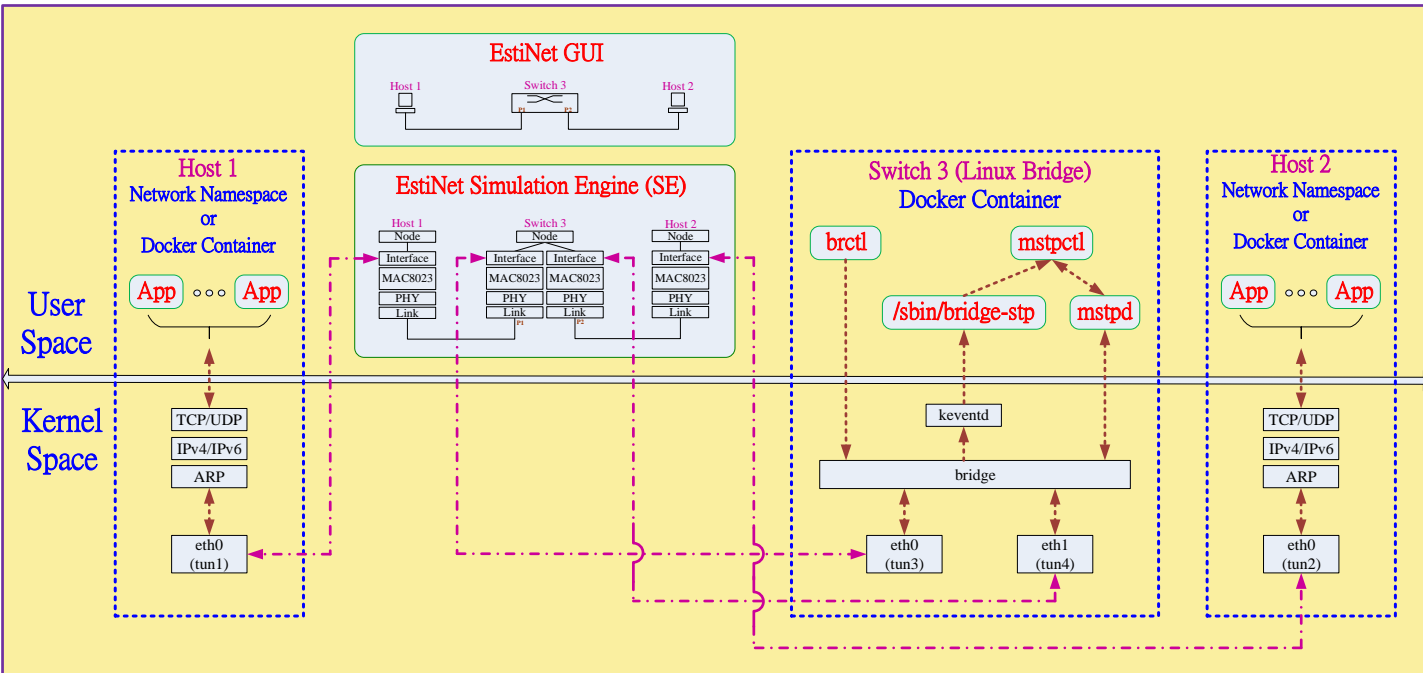 EstiNet GUI
Host 1
Switch 3
Host 2
P1
P2
Host 1
Network Namespace
or
Docker Container
App
App
EstiNet Simulation Engine (SE)
Host 1
Switch 3
Host 2
Node
Node
Node
Interface
Interface
Interface
Interface
MAC8023
MAC8023
MAC8023
MAC8023
PHY
PHY
PHY
PHY
Link
Link
Link
Link
P1
P2
Switch 3 (Linux Bridge)
Docker Container
brctl
mstpctl
/sbin/bridge-stp
mstpd
Host 2
Network Namespace
or
Docker Container
App
App
User
Space
Kernel
Space
TCP/UDP
IPv4/IPv6
ARP
eth0
(tun1)
keventd
bridge
eth0
(tun3)
eth1
(tun4)
TCP/UDP
IPv4/IPv6
ARP
eth0
(tun2)